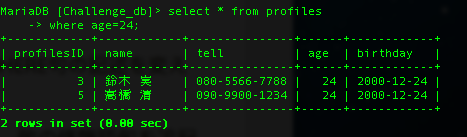 MariaDB [Challenge_db]> select * from profiles
    -> where age=24;
+------------+-----------+---------------+------+------------+
| profilesID | name      | tell          | age  | birthday   |
+------------+-----------+---------------+------+------------+
|          3 | 鈴木 実   | 080-5566-7788 |   24 | 2000-12-24 |
|          5 | 高橋 清   | 090-9900-1234 |   24 | 2000-12-24 |
+------------+-----------+---------------+------+------------+
2 rows in set (0.00 sec)